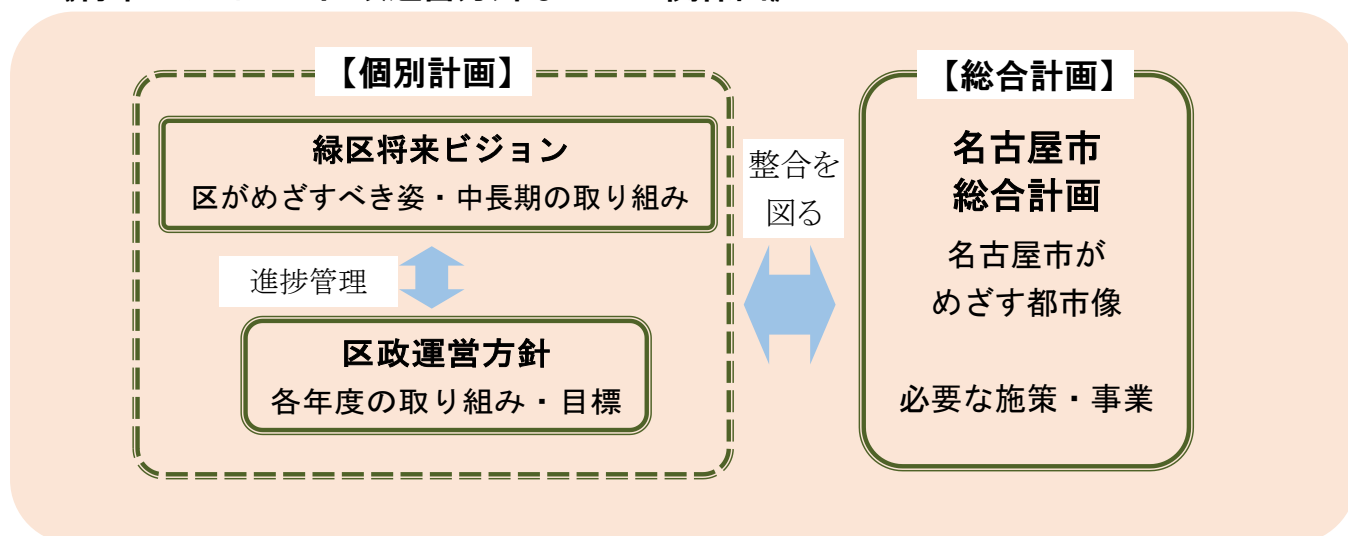 【個別計画】
緑区将来ビジョン
区がめざすべき姿・中長期の取り組み
進捗管理
区政運営方針
各年度の取り組み・目標
整合を
図る
【総合計画】
名古屋市
総合計画
名古屋市が
めざす都市像
必要な施策・事業